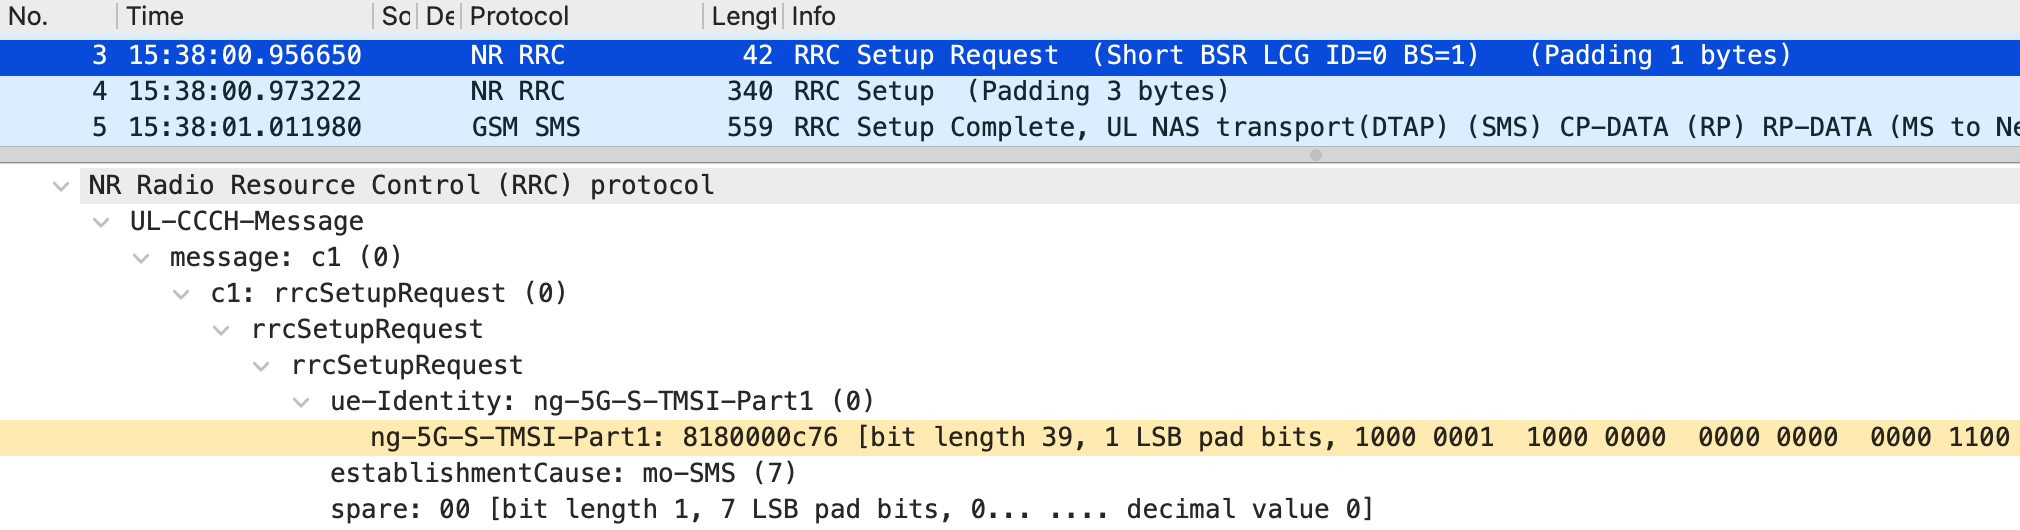 No. Time Sc De Protocol Lengt Info
3 15:38:00.956650 NR RRC 42 RRC Setup Request (Short BSR LCG ID=0 BS=1) (Padding 1 bytes)
4 15:38:00.973222 NR RRC 340 RRC Setup (Padding 3 bytes)
5 15:38:01.011980 GSM SMS 559 RRC Setup Complete, UL NAS transport(DTAP) (SMS) CP-DATA (RP) RP-DATA (MS to Ne
NR Radio Resource Control (RRC) protocol
UL-CCCH-Message
message: c1 (0)
c1: rrcSetupRequest (0)
rrcSetupRequest
rrcSetupRequest
ue-Identity: ng-5G-S-TMSI-Part1 (0)
ng-5G-S-TMSI-Part1: 8180000c76 [bit length 39, 1 LSB pad bits, 1000 0001 1000 0000 0000 0000 0000 1100
establishmentCause: mo-SMS (7)
spare: 00 [bit length 1, 7 LSB pad bits, 0... .... decimal value 0]